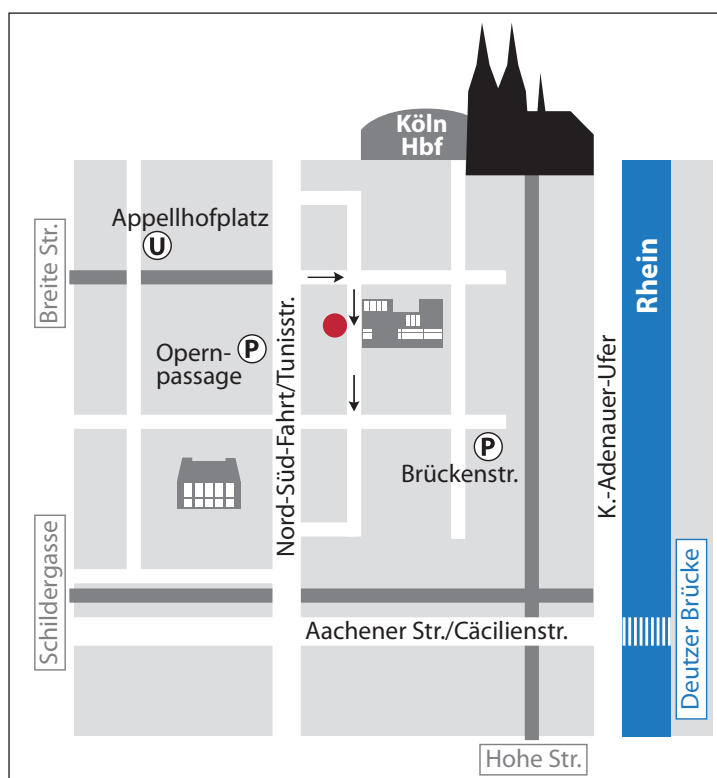 Köln
Hbf
Appellhofplatz
U
Breite Str.
Rhein
Opern-
passage
P
Nord-Süd-Fahrt/Tunisstr.
K.-Adenauer-Ufer
P
Brückenstr.
Schildergasse
Aachener Str./Cäcilienstr.
Deutzer Brücke
Hohe Str.